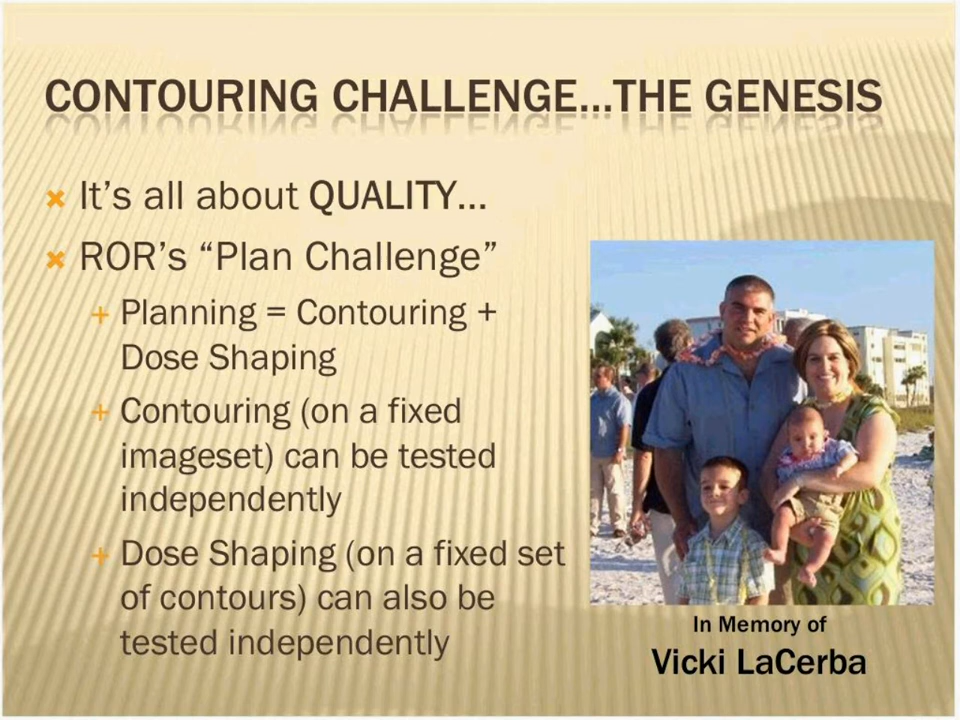 CONTOURING CHALLENGE...THE GENESIS
It's all about QUALITY...
ROR's “Plan Challenge”
Planning = Contouring +
Dose Shaping
Contouring (on a fixed
imageset) can be tested
independently
Dose Shaping (on a fixed set
of contours) can also be
tested independently
In Memory of
Vicki LaCerba